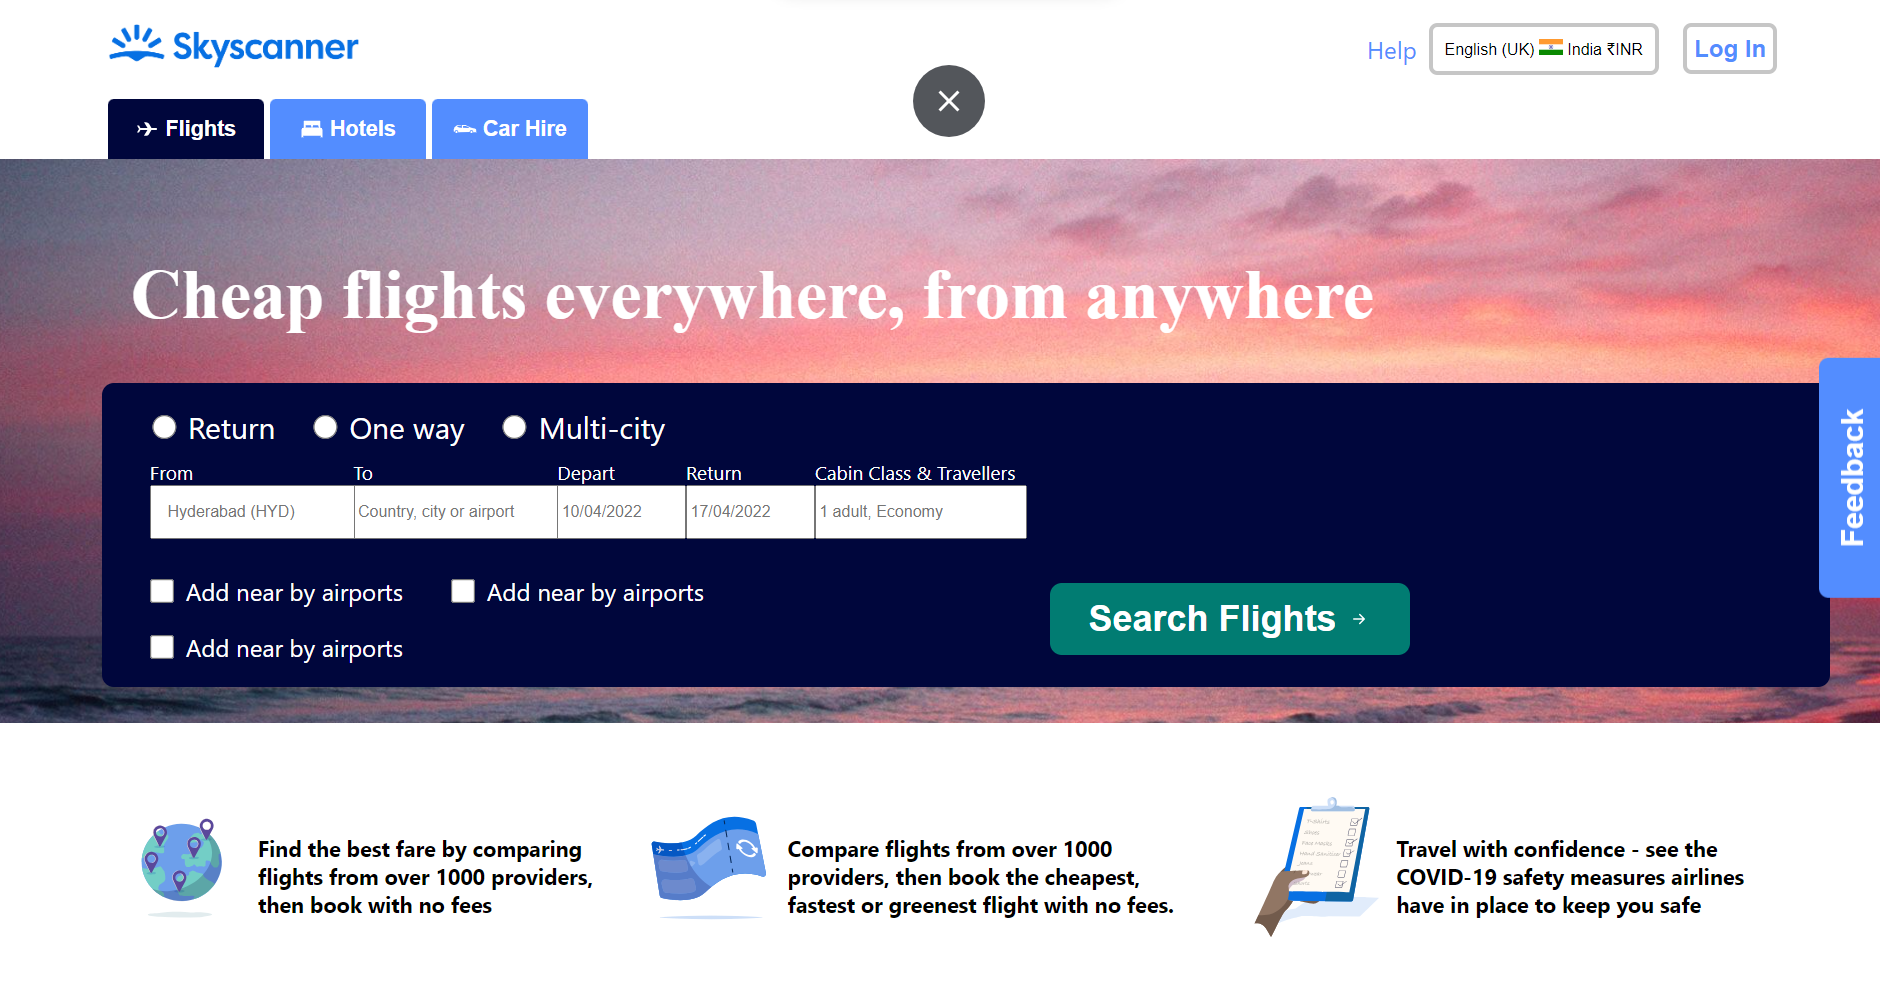 Skyscanner
Help
English (UK) India ₹INR
Log In
Flights
Hotels
Car Hire
Cheap flights everywhere, from anywhere
Return
One way
Multi-city
From
To
Depart
Return
Cabin Class & Travellers
Hyderabad (HYD)
Country, city or airport
10/04/2022
17/04/2022
1 adult, Economy
Add near by airports
Add near by airports
Add near by airports
Search Flights
Feedback
Find the best fare by comparing
flights from over 1000 providers,
then book with no fees
Compare flights from over 1000
providers, then book the cheapest,
fastest or greenest flight with no fees.
Travel with confidence - see the
COVID-19 safety measures airlines
have in place to keep you safe